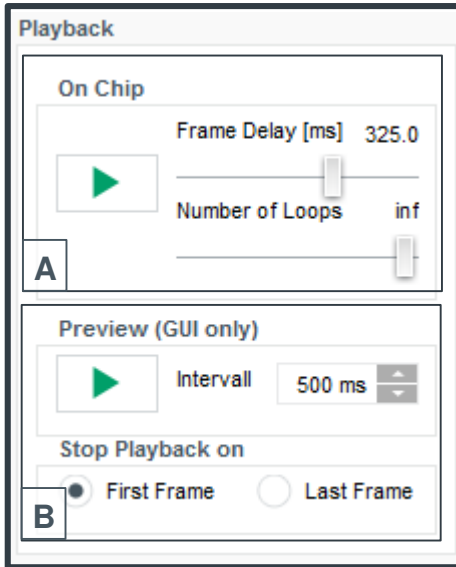 Playback
On Chip
Frame Delay [ms] 325.0
Number of Loops inf
A
Preview (GUI only)
Intervall 500 ms
Stop Playback on
First Frame Last Frame
B